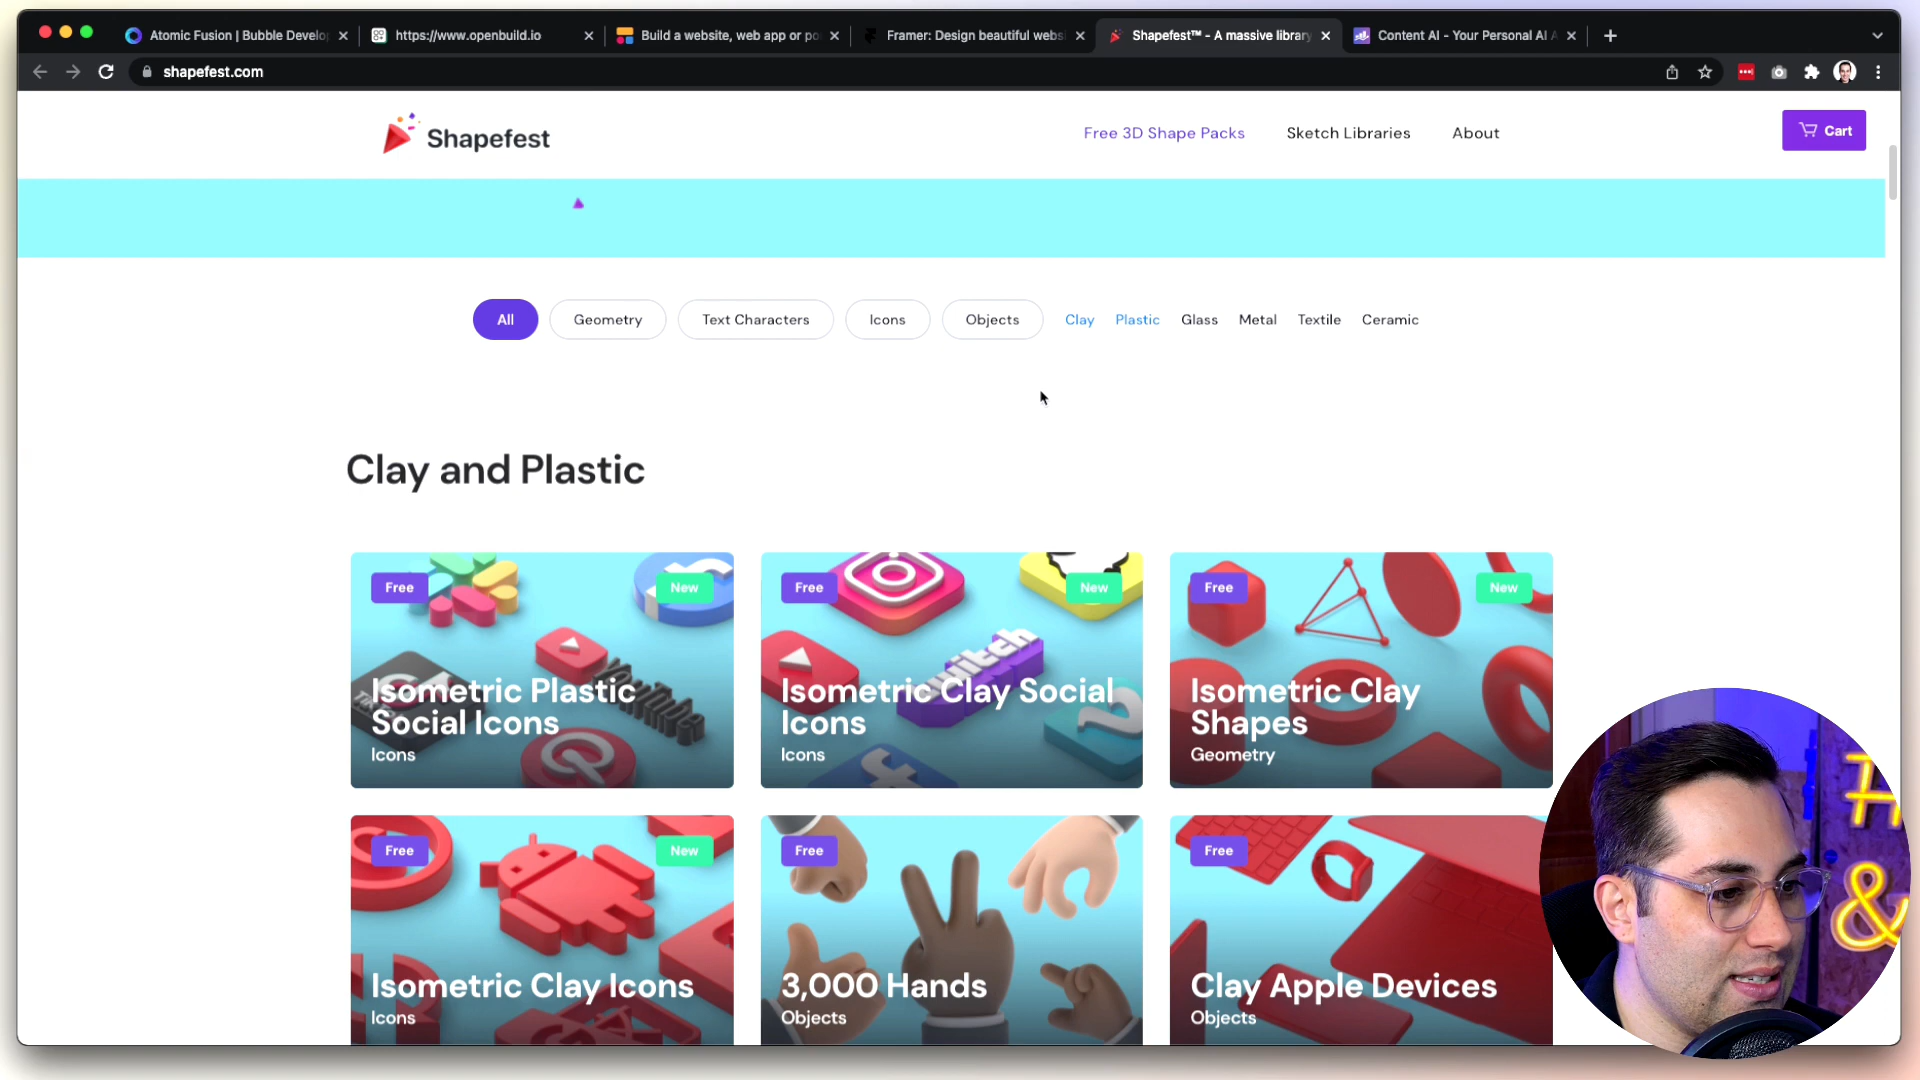 Atomic Fusion | Bubble Develo
https://www.openbuild.io
Build a website, web app or po
Framer: Design beautiful webs
Shapefest™ - A massive library
Content AI - Your Personal AI A
shapefest.com
Shapefest
Free 3D Shape Packs
Sketch Libraries
About
Cart
All
Geometry
Text Characters
Icons
Objects
Clay
Plastic
Glass
Metal
Textile
Ceramic
Clay and Plastic
Free
New
Isometric Plastic
Social Icons
Icons
Free
New
twitch
Isometric Clay Social
Icons
Icons
Free
New
Isometric Clay
Shapes
Geometry
Free
New
Isometric Clay Icons
Icons
Free
3,000 Hands
Objects
Free
Clay Apple Devices
Objects
#
&